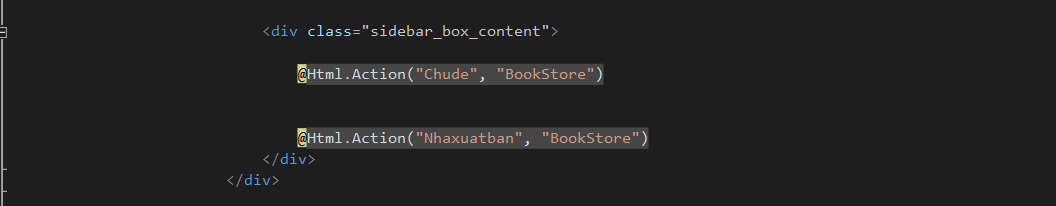 <div class="sidebar_box_content">
@Html.Action("Chude", "BookStore")
@Html.Action("Nhaxuatban", "BookStore")
</div>
</div>